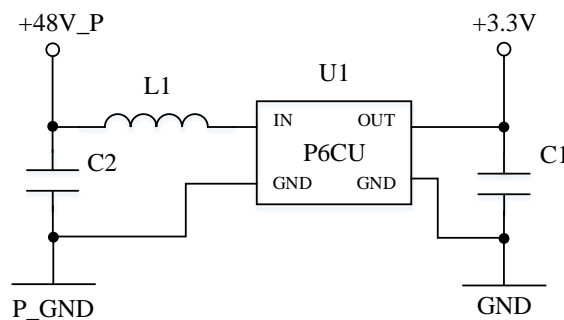 +48V_P
+3.3V
L1
U1
IN
OUT
P6CU
C2
GND
GND
C1
P_GND
GND